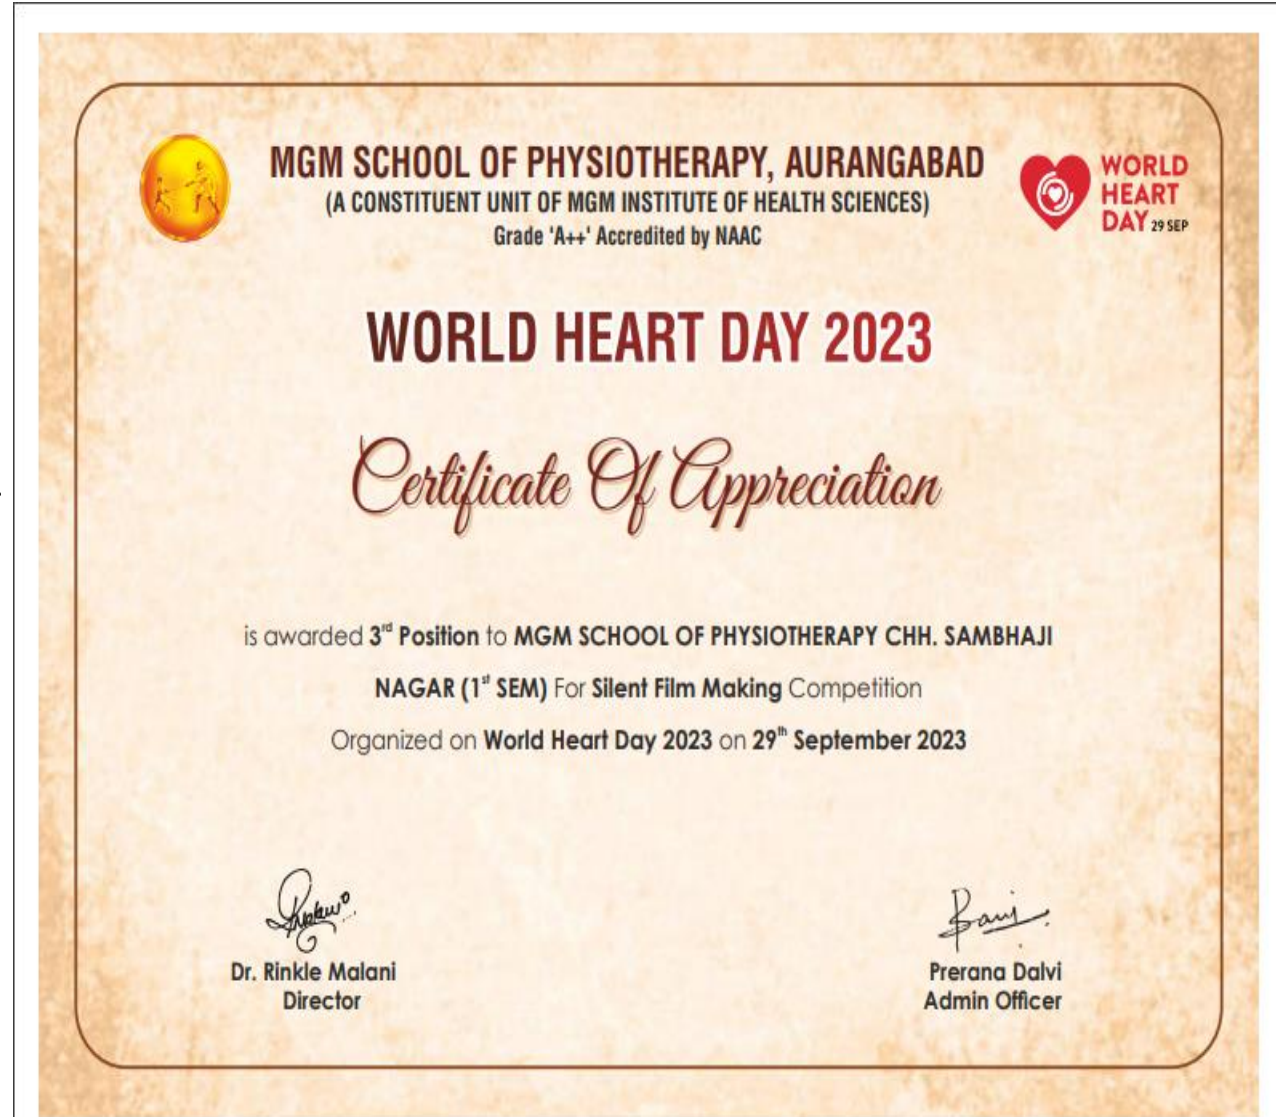 MGM SCHOOL OF PHYSIOTHERAPY, AURANGABAD
(A CONSTITUENT UNIT OF MGM INSTITUTE OF HEALTH SCIENCES)
Grade 'A++' Accredited by NAAC
WORLD
HEART
DAY 29 SEP
WORLD HEART DAY 2023
Certificate Of Appreciation
is awarded 3rd Position to MGM SCHOOL OF PHYSIOTHERAPY CHH. SAMBHAJI
NAGAR (1st SEM) For Silent Film Making Competition
Organized on World Heart Day 2023 on 29th September 2023
Dr. Rinkle Malani
Director
Prerana Dalvi
Admin Officer